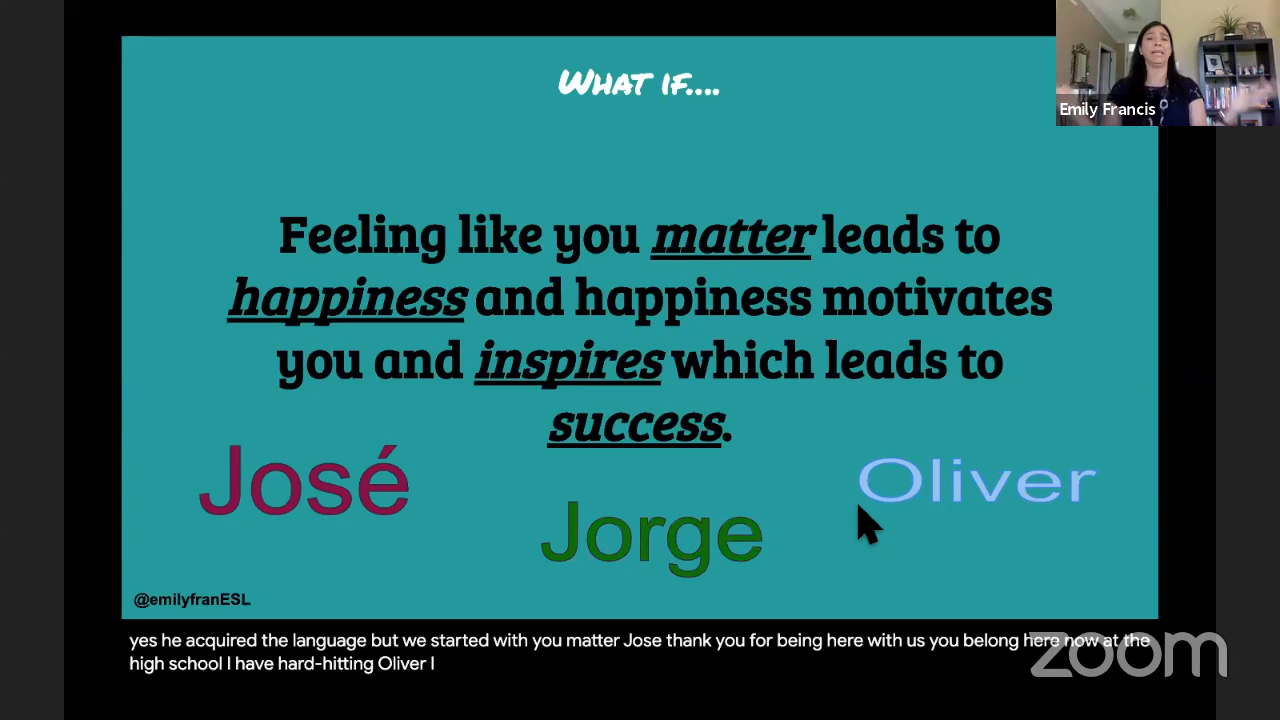 What if....
Emily Francis
Feeling like you matter leads to
happiness and happiness motivates
you and inspires which leads to
success.
José
Oliver
Jorge
@emilyfranESL
yes he acquired the language but we started with you matter Jose thank you for being here with us you belong here now at the
high school I have hard-hitting Oliver I
zoom